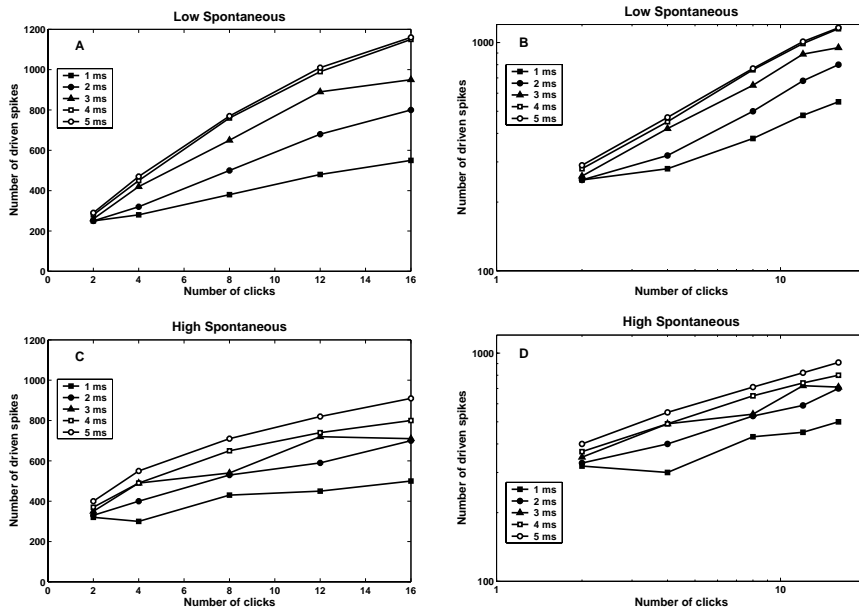 Low Spontaneous
A
1 ms
2 ms
3 ms
4 ms
5 ms
Number of driven spikes
1200
1000
800
600
400
200
0
0 2 4 6 8 10 12 14 16
Number of clicks
Low Spontaneous
B
1 ms
2 ms
3 ms
4 ms
5 ms
Number of driven spikes
1000
100
1 10
Number of clicks
High Spontaneous
C
1 ms
2 ms
3 ms
4 ms
5 ms
Number of driven spikes
1200
1000
800
600
400
200
0
0 2 4 6 8 10 12 14 16
Number of clicks
High Spontaneous
D
1 ms
2 ms
3 ms
4 ms
5 ms
Number of driven spikes
1000
100
1 10
Number of clicks